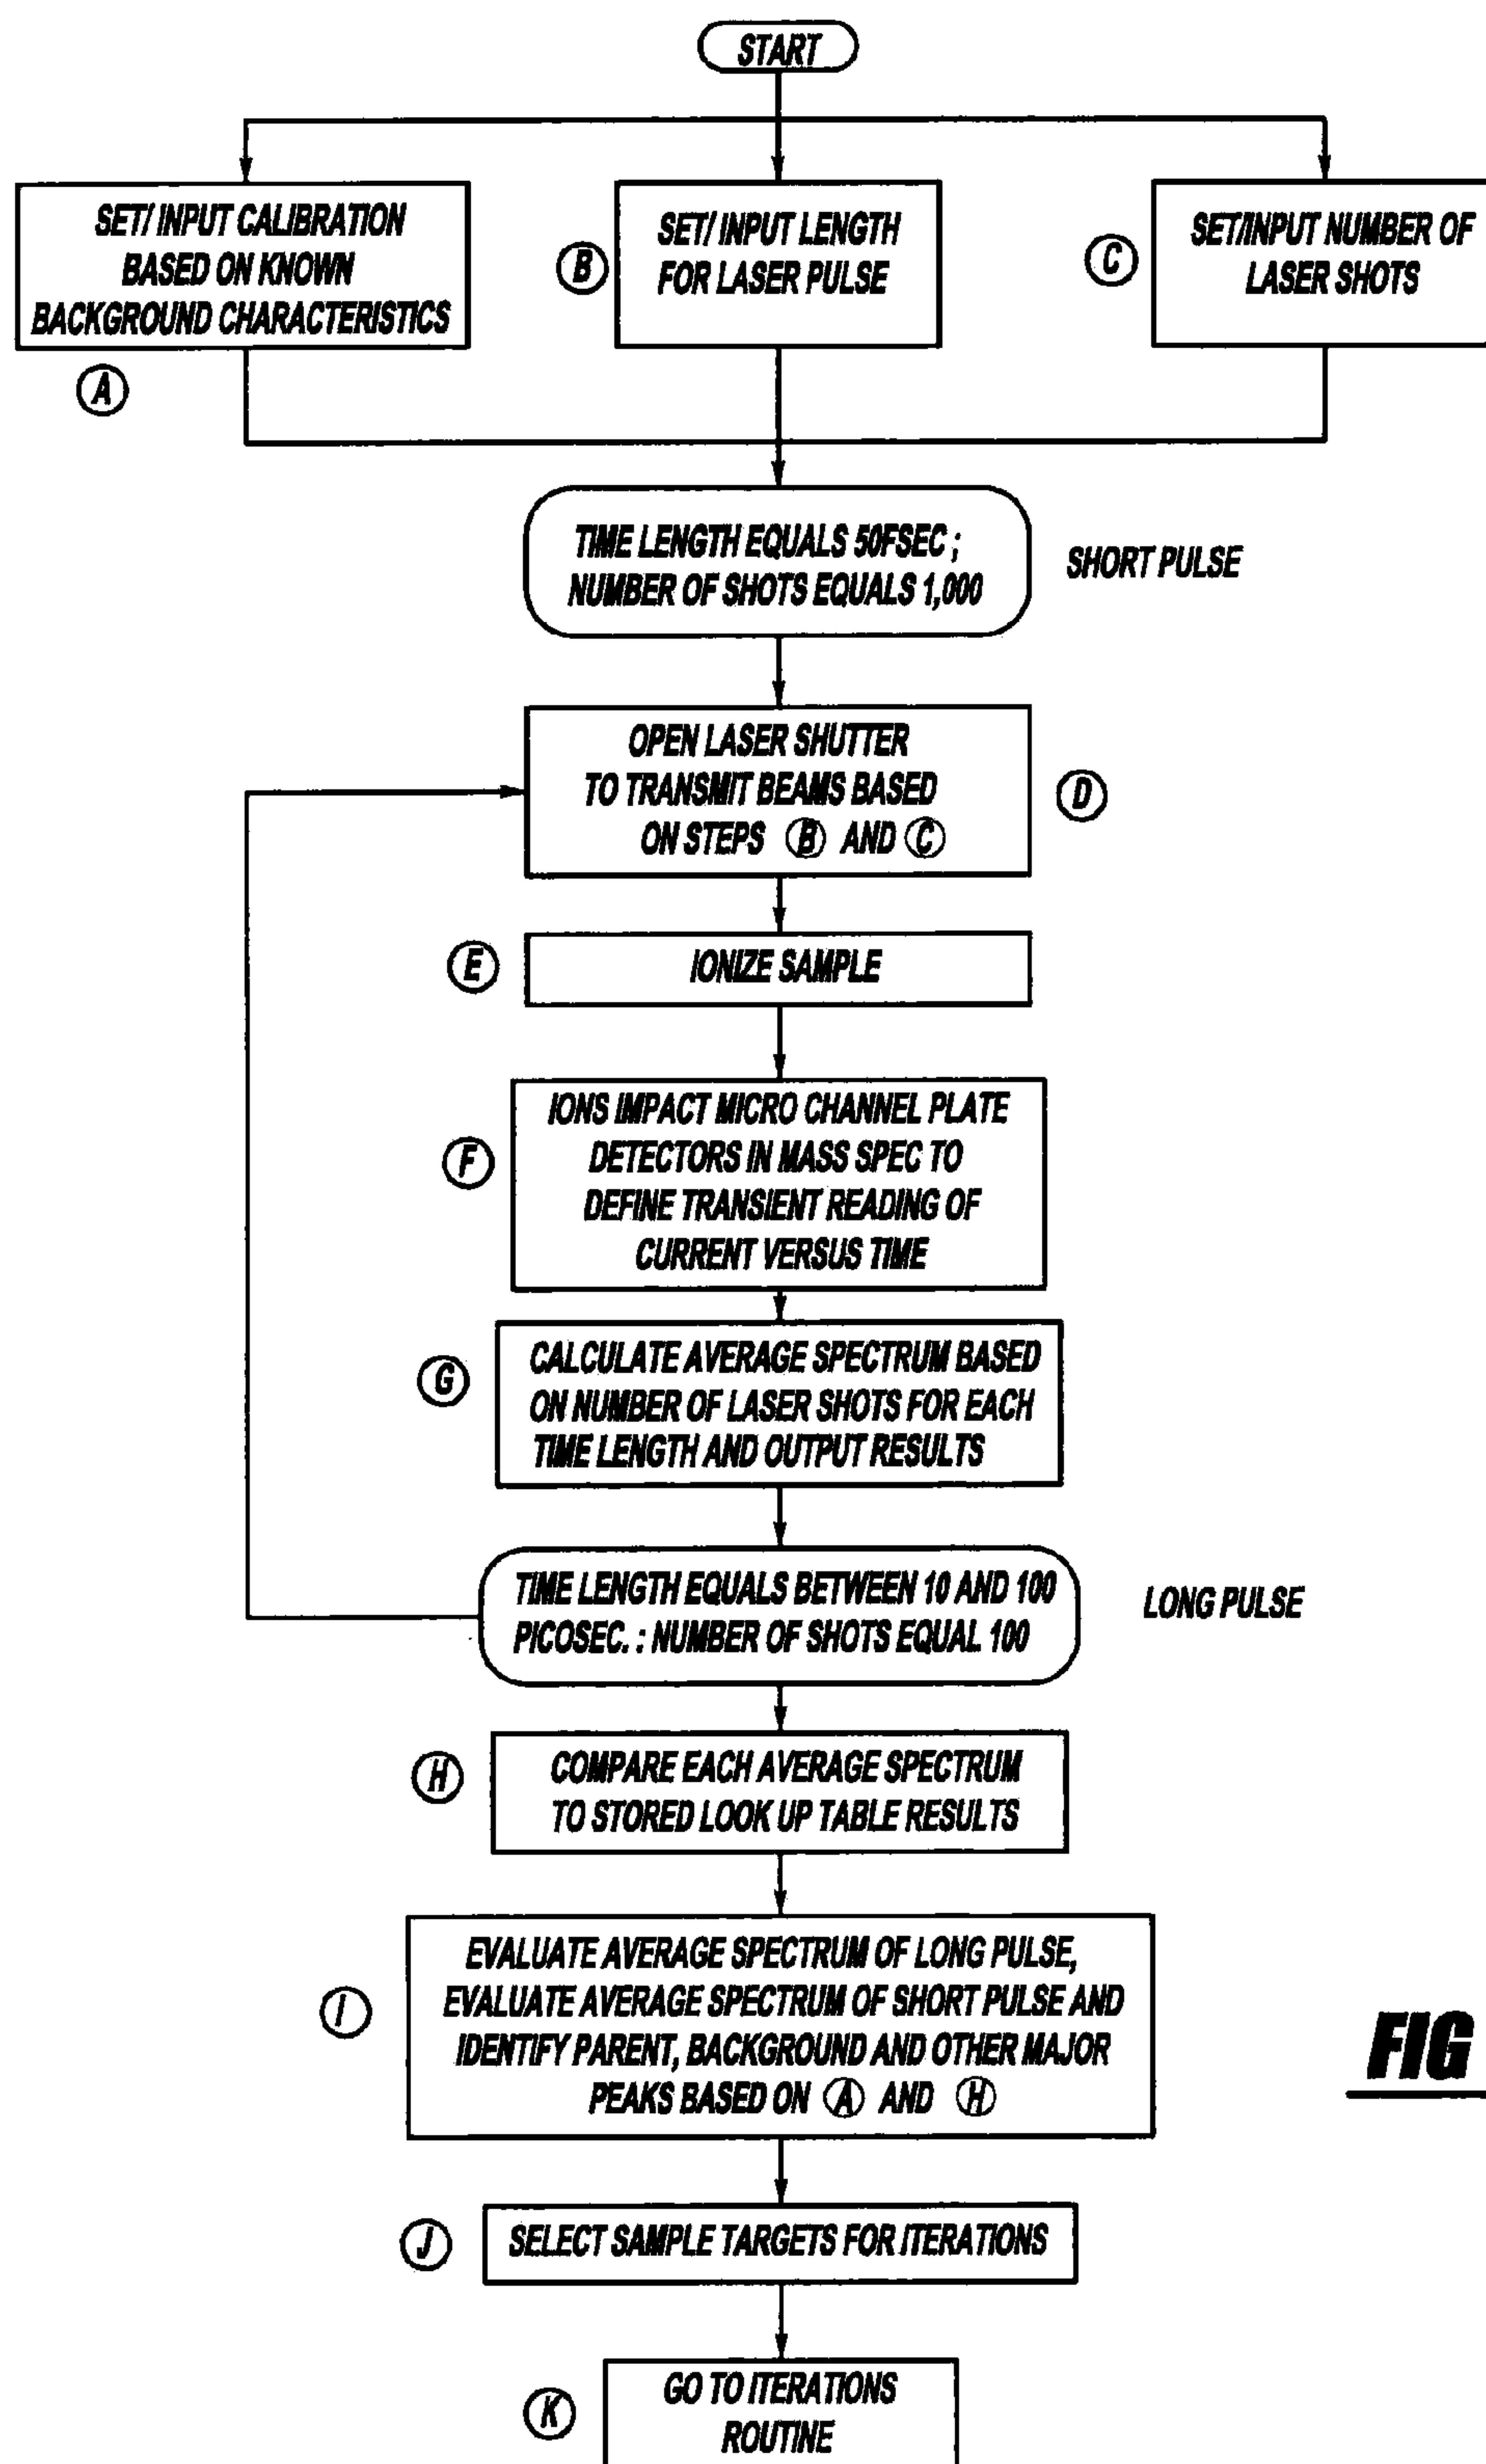 START
SET/ INPUT CALIBRATION
BASED ON KNOWN
BACKGROUND CHARACTERISTICS
A
B
SET/ INPUT LENGTH
FOR LASER PULSE
C
SET/INPUT NUMBER OF
LASER SHOTS
TIME LENGTH EQUALS 50FSEC ;
NUMBER OF SHOTS EQUALS 1,000
SHORT PULSE
OPEN LASER SHUTTER
TO TRANSMIT BEAMS BASED
ON STEPS B AND C
D
E
IONIZE SAMPLE
F
IONS IMPACT MICRO CHANNEL PLATE
DETECTORS IN MASS SPEC TO
DEFINE TRANSIENT READING OF
CURRENT VERSUS TIME
G
CALCULATE AVERAGE SPECTRUM BASED
ON NUMBER OF LASER SHOTS FOR EACH
TIME LENGTH AND OUTPUT RESULTS
TIME LENGTH EQUALS BETWEEN 10 AND 100
PICOSEC. : NUMBER OF SHOTS EQUAL 100
LONG PULSE
H
COMPARE EACH AVERAGE SPECTRUM
TO STORED LOOK UP TABLE RESULTS
I
EVALUATE AVERAGE SPECTRUM OF LONG PULSE,
EVALUATE AVERAGE SPECTRUM OF SHORT PULSE AND
IDENTIFY PARENT, BACKGROUND AND OTHER MAJOR
PEAKS BASED ON A AND H
FIG
J
SELECT SAMPLE TARGETS FOR ITERATIONS
K
GO TO ITERATIONS
ROUTINE